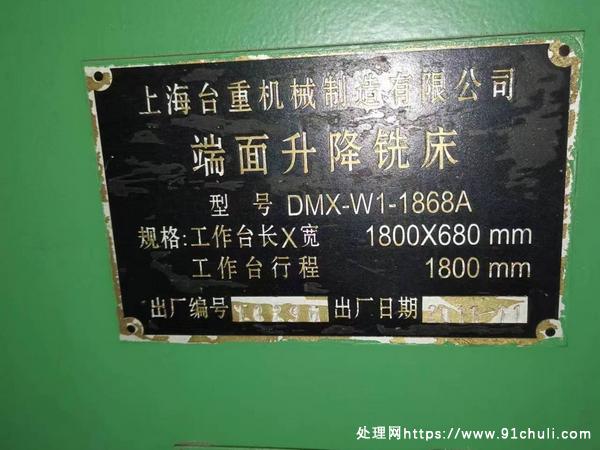 上海台重机械制造有限公司
端面升降铣床
型号 DMX-W1-1868A
规格:工作台长X宽 1800X680 mm
工作台行程 1800 mm
出厂编号 出厂日期
处理网https://www.91chuli.com/